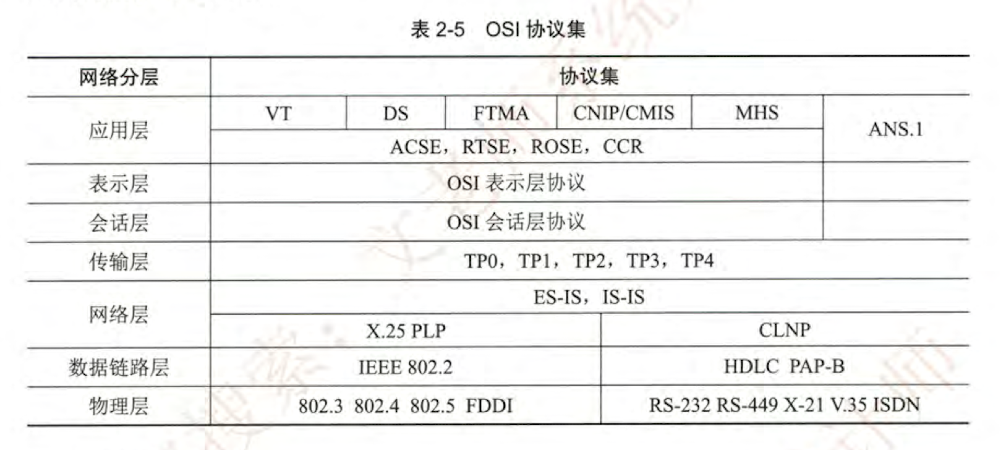 表 2-5 OSI 协议集
网络分层 协议集
应用层 VT DS FTMA CNIP/CMIS MHS ANS.1
ACSE，RTSE，ROSE，CCR
表示层 OSI 表示层协议
会话层 OSI 会话层协议
传输层 TP0，TP1，TP2，TP3，TP4
网络层 ES-IS，IS-IS
X.25 PLP CLNP
数据链路层 IEEE 802.2 HDLC PAP-B
物理层 802.3 802.4 802.5 FDDI RS-232 RS-449 X-21 V.35 ISDN